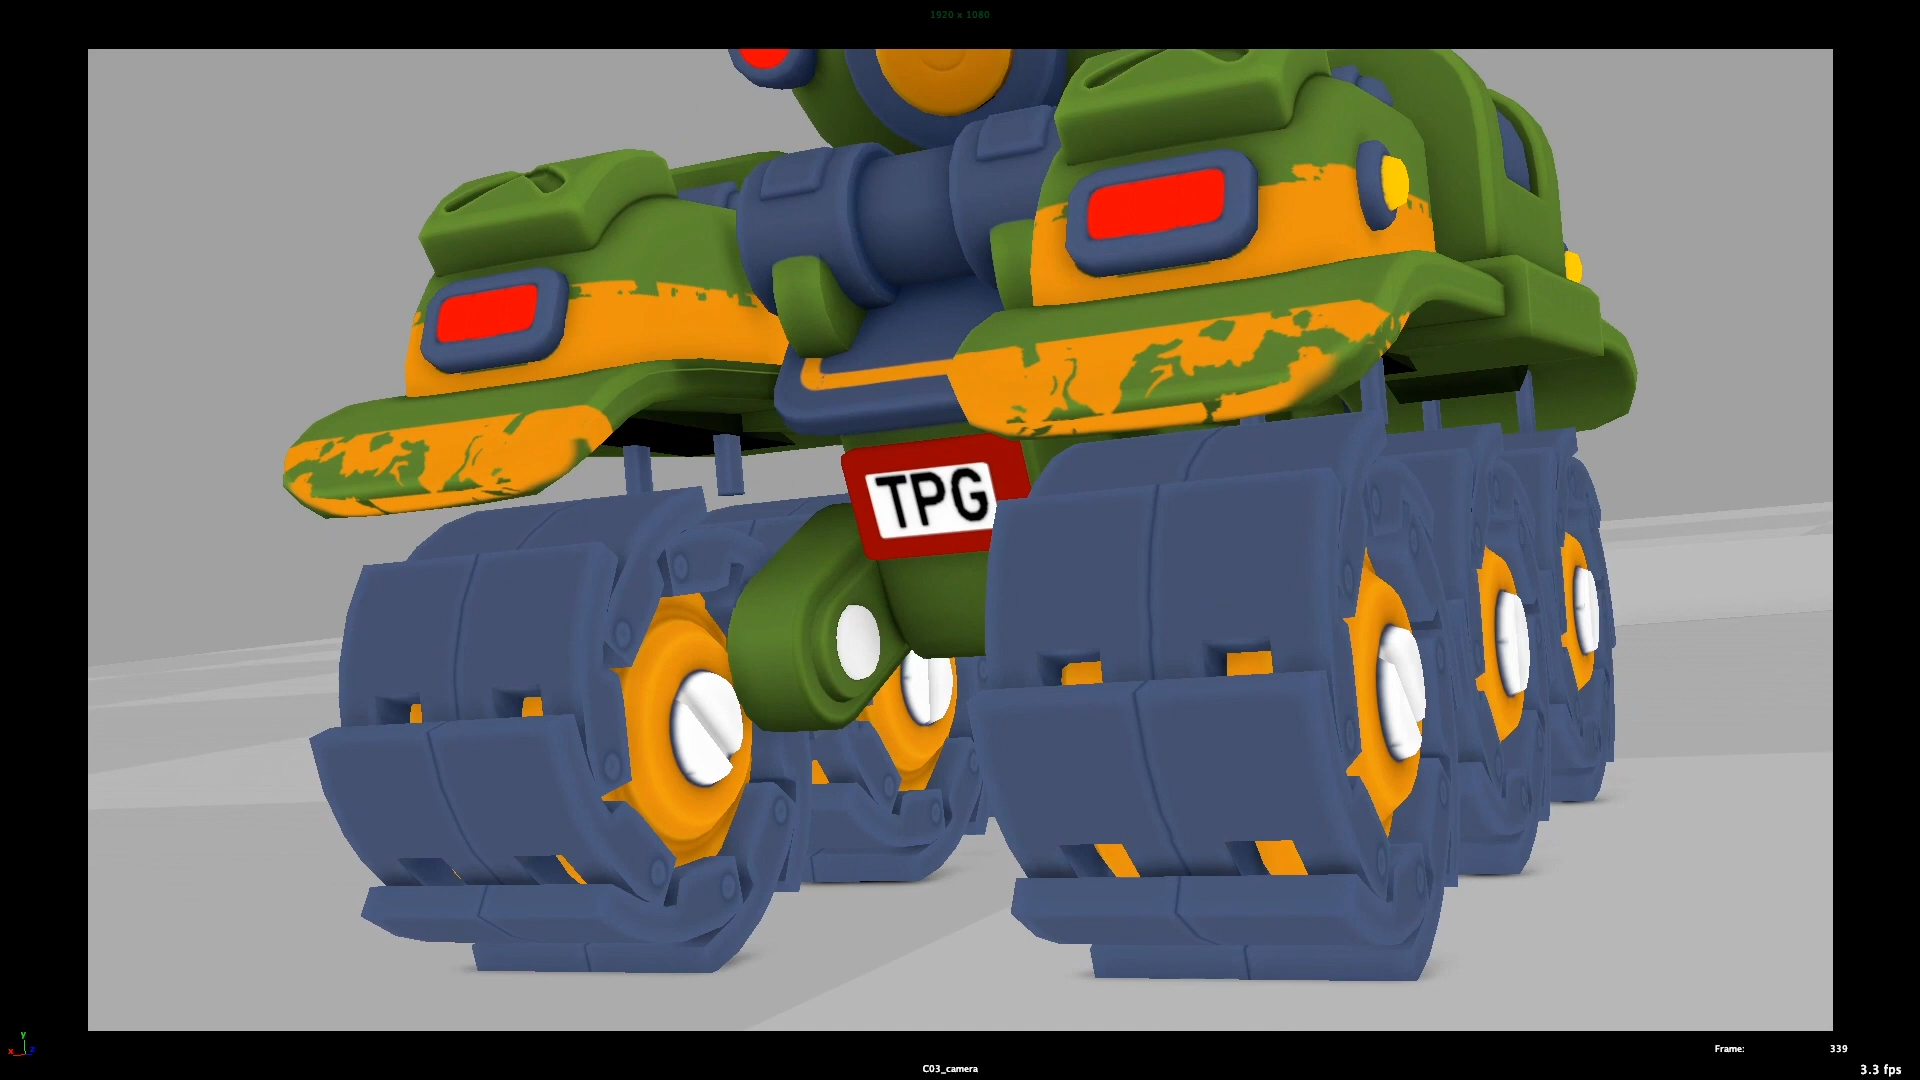 1920 x 1080
TPG
y
x z
Frame: 339
C03_camera
3.3 fps